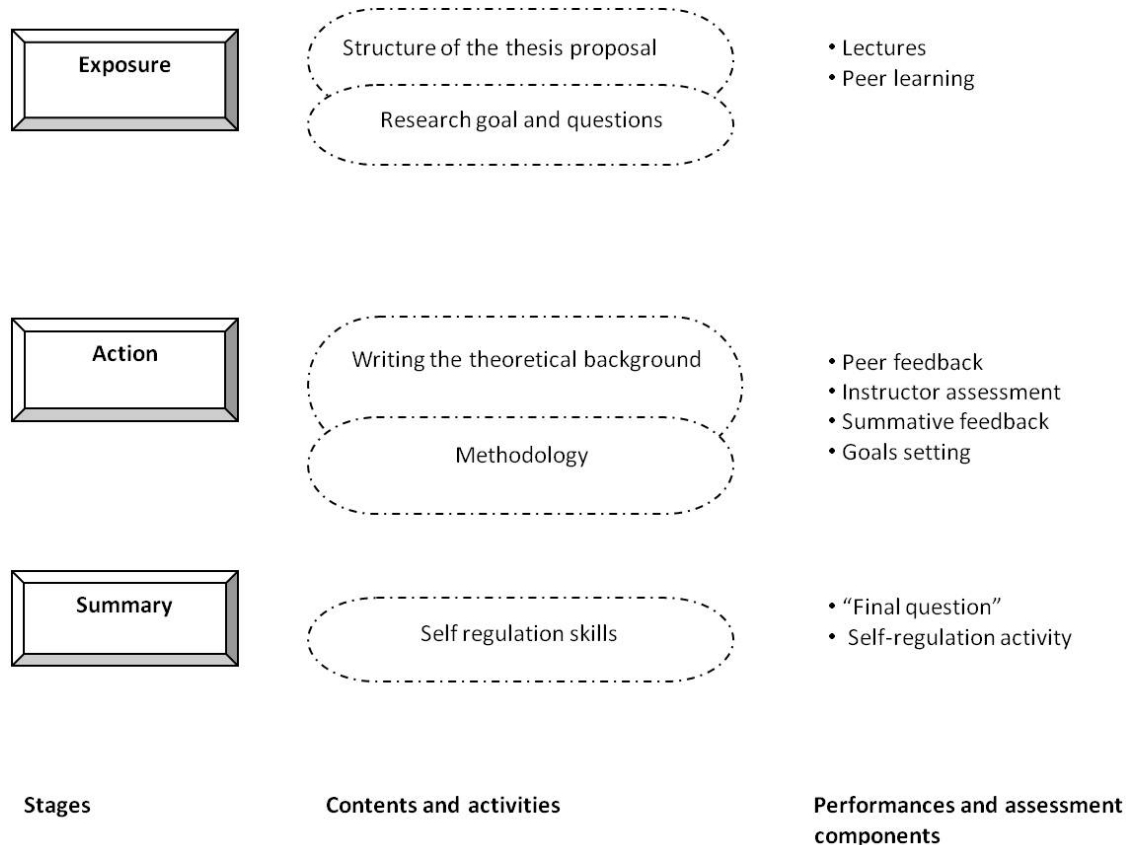 Exposure
Structure of the thesis proposal
Research goal and questions
• Lectures
• Peer learning
Action
Writing the theoretical background
Methodology
• Peer feedback
• Instructor assessment
• Summative feedback
• Goals setting
Summary
Self regulation skills
• “Final question”
• Self-regulation activity
Stages
Contents and activities
Performances and assessment
components